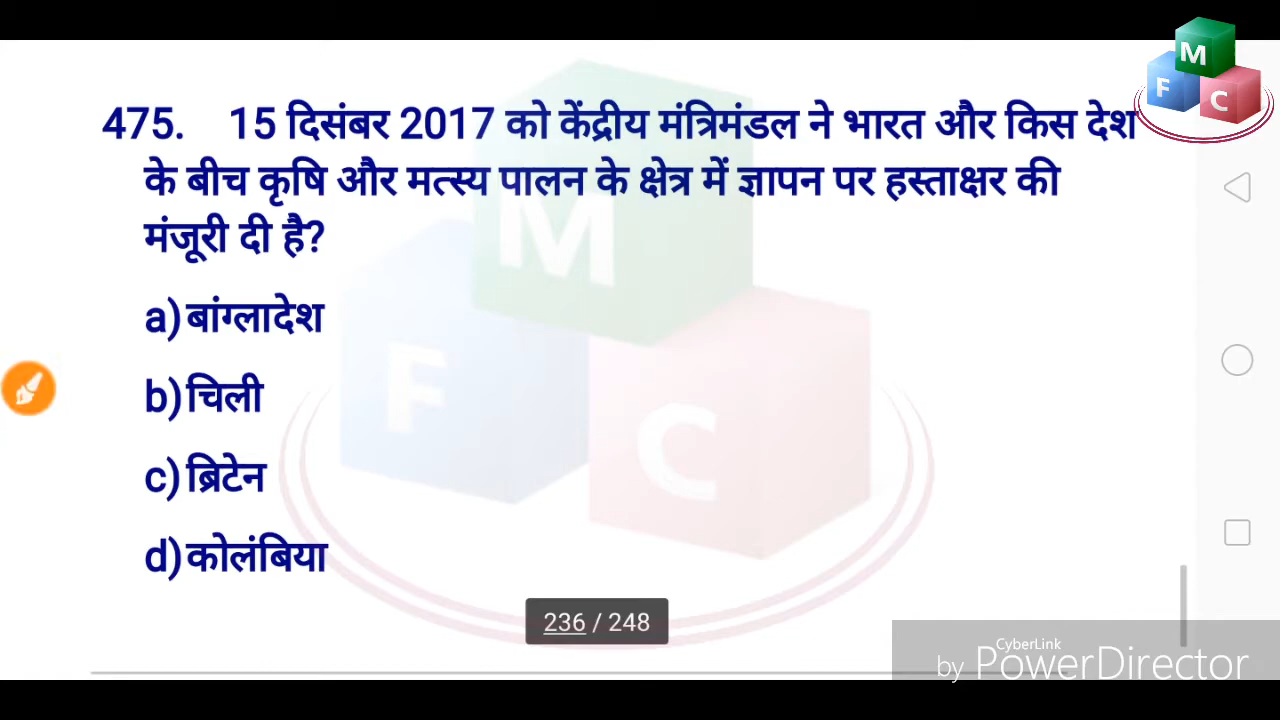 M
F
C
475. 15 दिसंबर 2017 को केंद्रीय मंत्रिमंडल ने भारत और किस देश
के बीच कृषि और मत्स्य पालन के क्षेत्र में ज्ञापन पर हस्ताक्षर की
मंजूरी दी है?
M
F
C
a) बांग्लादेश
b) चिली
c) ब्रिटेन
d) कोलंबिया
236 / 248
CyberLink
by PowerDirector